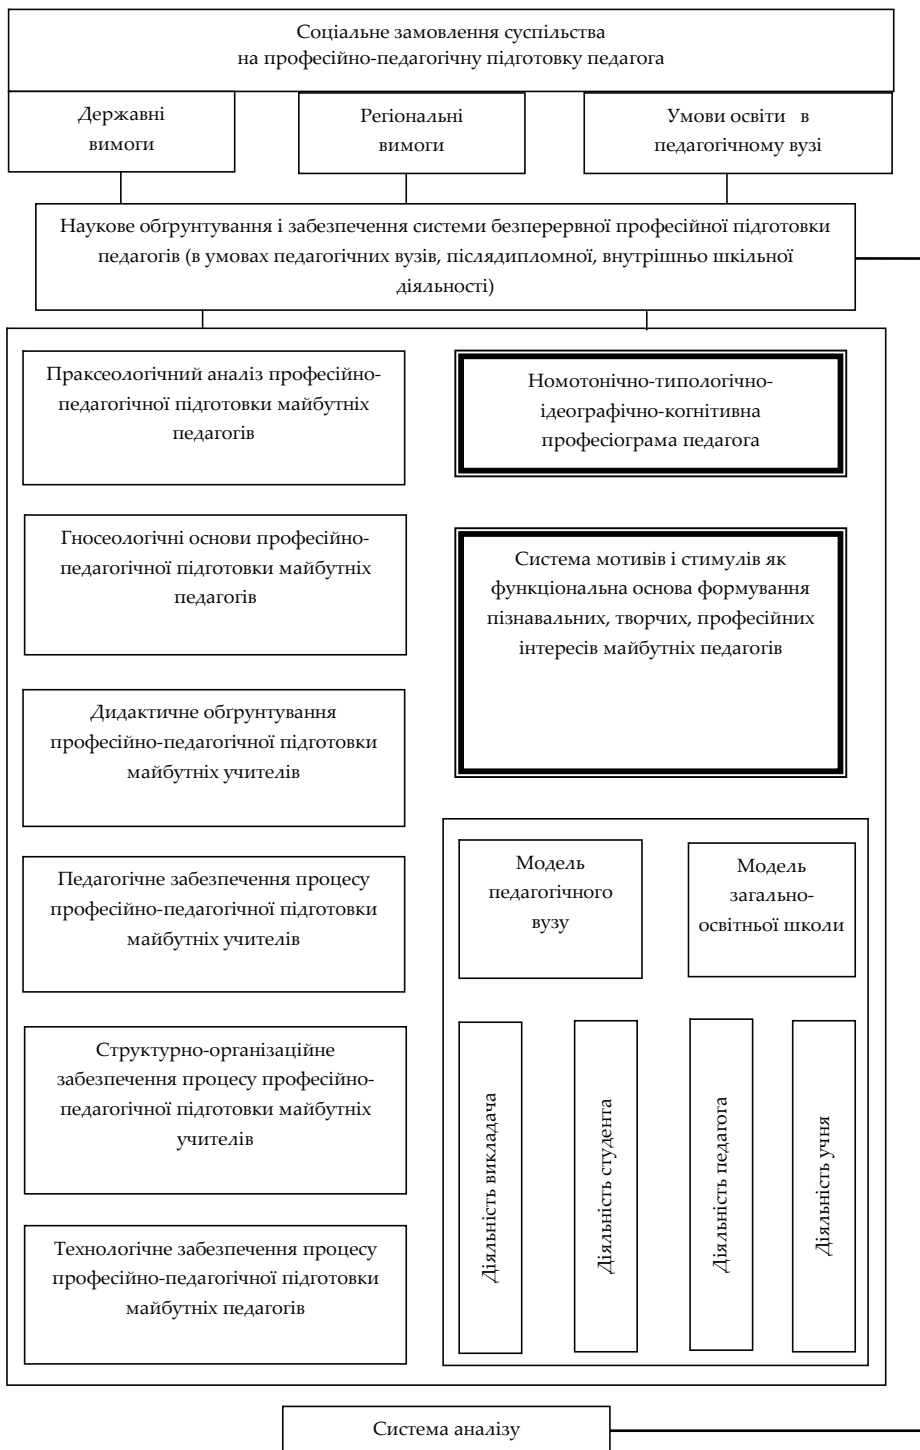 Соціальне замовлення суспільства
на професійно-педагогічну підготовку педагога
Державні
вимоги
Регіональні
вимоги
Умови освіти в
педагогічному вузі
Наукове обґрунтування і забезпечення системи безперервної професійної підготовки
педагогів (в умовах педагогічних вузів, післядипломної, внутрішньо шкільної
діяльності)
Праксеологічний аналіз професійно-
педагогічної підготовки майбутніх
педагогів
Гносеологічні основи професійно-
педагогічної підготовки майбутніх
педагогів
Дидактичне обґрунтування
професійно-педагогічної підготовки
майбутніх учителів
Педагогічне забезпечення процесу
професійно-педагогічної підготовки
майбутніх учителів
Структурно-організаційне
забезпечення процесу професійно-
педагогічної підготовки майбутніх
учителів
Технологічне забезпечення процесу
професійно-педагогічної підготовки
майбутніх педагогів
Номотонічно-типологічно-
ідеографічно-когнітивна
професіограма педагога
Система мотивів і стимулів як
функціональна основа формування
пізнавальних, творчих, професійних
інтересів майбутніх педагогів
Модель
педагогічного
вузу
Модель
загально-
освітньої школи
Діяльність викладача
Діяльність студента
Діяльність педагога
Діяльність учня
Система аналізу